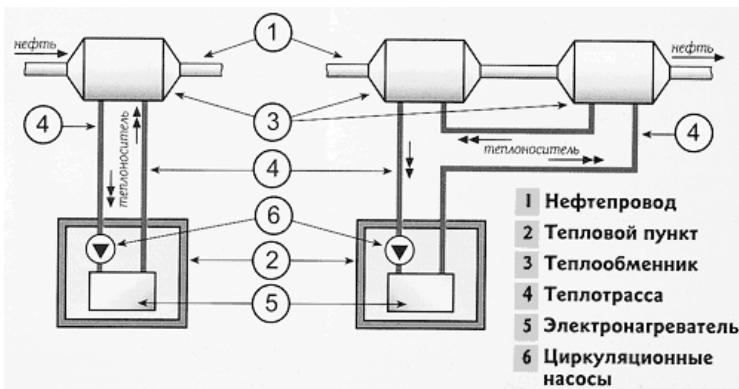 нефть
1
нефть
4
теплоноситель
3
теплоноситель
4
4
6
2
5
1 Нефтепровод
2 Тепловой пункт
3 Теплообменник
4 Теплотрасса
5 Электронагреватель
6 Циркуляционные
насосы